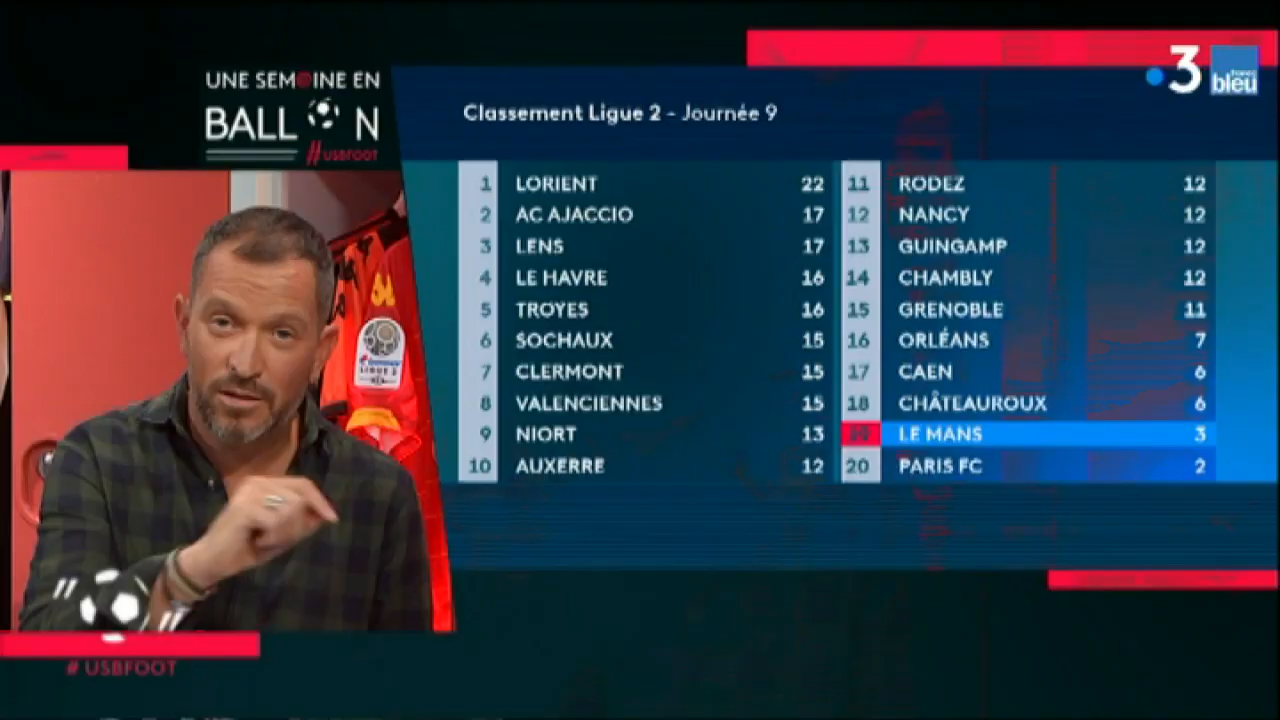 UNE SEM INE EN
BALL N
#USBFOOT
3
france
bleu
Classement Ligue 2 - Journée 9
1 LORIENT 22
2 AC AJACCIO 17
3 LENS 17
4 LE HAVRE 16
5 TROYES 16
6 SOCHAUX 15
7 CLERMONT 15
8 VALENCIENNES 15
9 NIORT 13
10 AUXERRE 12
11 RODEZ 12
12 NANCY 12
13 GUINGAMP 12
14 CHAMBLY 12
15 GRENOBLE 11
16 ORLÉANS 7
17 CAEN 6
18 CHÂTEAUROUX 6
19 LE MANS 3
20 PARIS FC 2
LIGUE 2
# USBFOOT